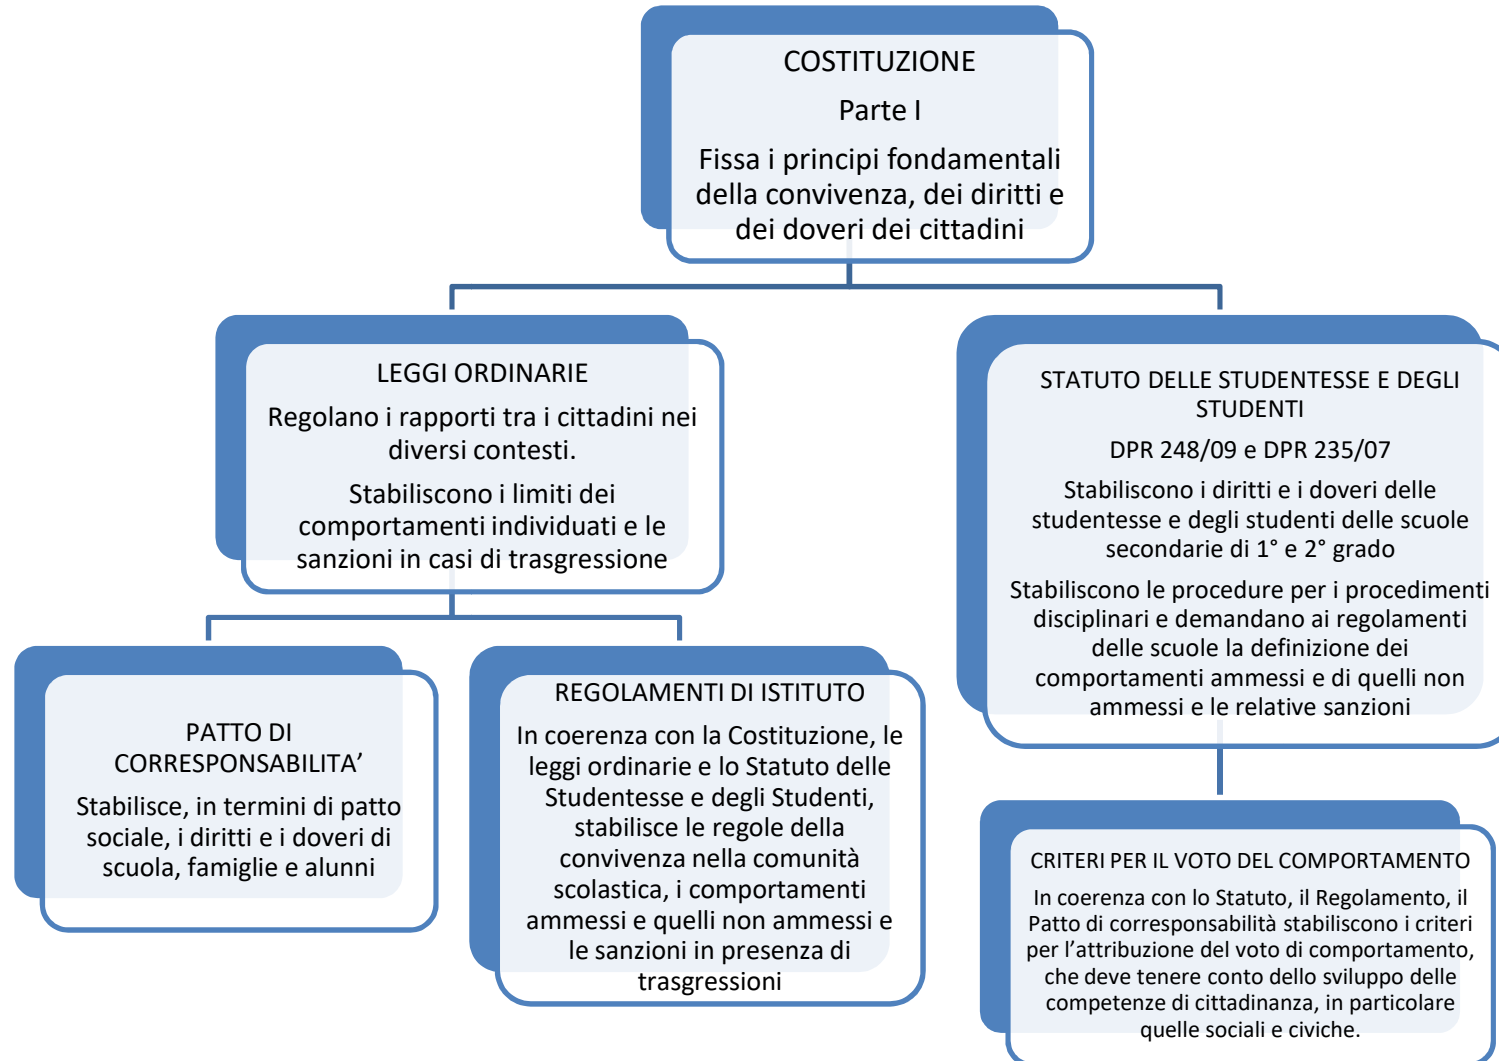 COSTITUZIONE
Parte I
Fissa i principi fondamentali
della convivenza, dei diritti e
dei doveri dei cittadini
LEGGI ORDINARIE
Regolano i rapporti tra i cittadini nei
diversi contesti.
Stabiliscono i limiti dei
comportamenti individuati e le
sanzioni in casi di trasgressione
STATUTO DELLE STUDENTESSE E DEGLI
STUDENTI
DPR 248/09 e DPR 235/07
Stabiliscono i diritti e i doveri delle
studentesse e degli studenti delle scuole
secondarie di 1° e 2° grado
Stabiliscono le procedure per i procedimenti
disciplinari e demandano ai regolamenti
delle scuole la definizione dei
comportamenti ammessi e di quelli non
ammessi e le relative sanzioni
PATTO DI
CORRESPONSABILITA’
Stabilisce, in termini di patto
sociale, i diritti e i doveri di
scuola, famiglie e alunni
REGOLAMENTI DI ISTITUTO
In coerenza con la Costituzione, le
leggi ordinarie e lo Statuto delle
Studentesse e degli Studenti,
stabilisce le regole della
convivenza nella comunità
scolastica, i comportamenti
ammessi e quelli non ammessi e
le sanzioni in presenza di
trasgressioni
CRITERI PER IL VOTO DEL COMPORTAMENTO
In coerenza con lo Statuto, il Regolamento, il
Patto di corresponsabilità stabiliscono i criteri
per l’attribuzione del voto di comportamento,
che deve tenere conto dello sviluppo delle
competenze di cittadinanza, in particolare
quelle sociali e civiche.